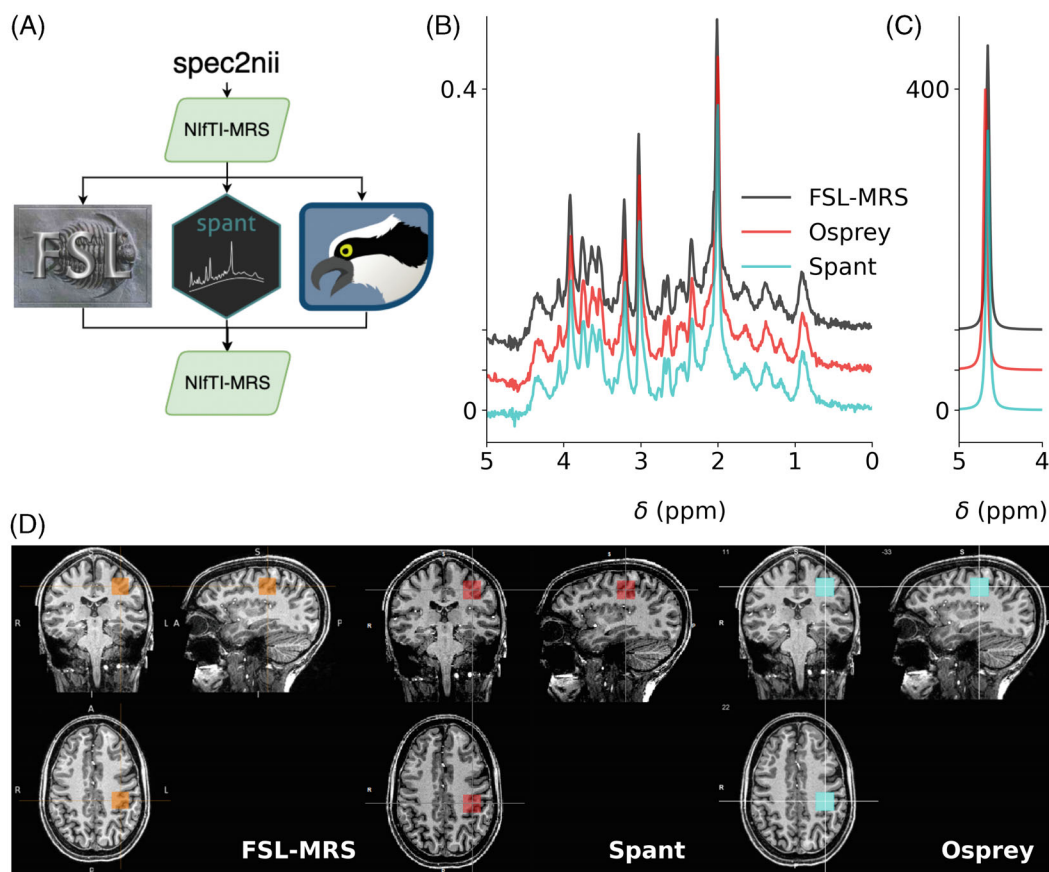 (A)
spec2nii
NIfTI-MRS
FSL
spant
NIfTI-MRS
(B)
0.4
0
FSL-MRS
Osprey
Spant
5 4 3 2 1 0
δ (ppm)
(C)
400
0
5 4
δ (ppm)
(D)
S
R L
A
S
A P
I
A
R L
P
FSL-MRS
S
R
S
P
R
Spant
11
S
R
-33
S
22
R
Osprey